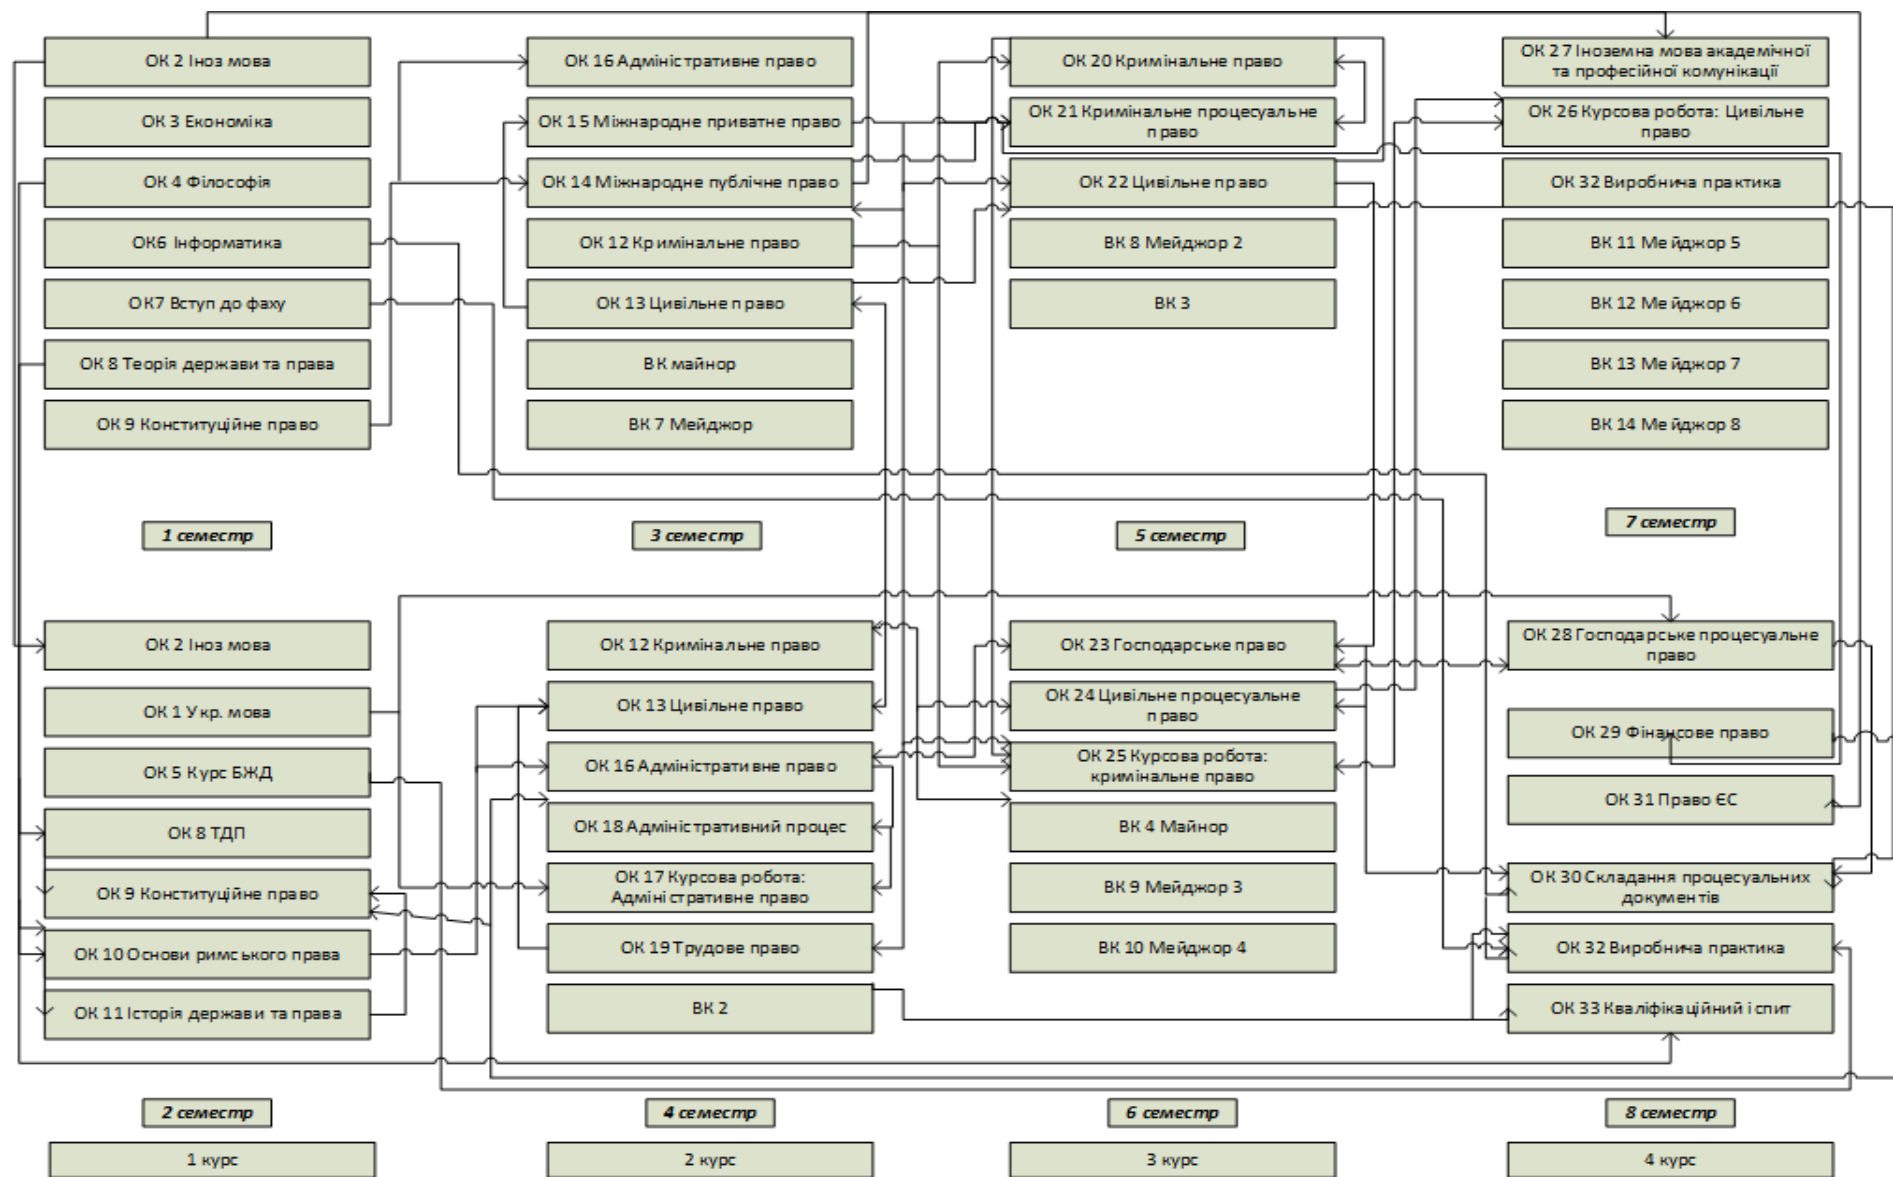 ОК 2 Іноз мова
ОК 3 Економіка
ОК 4 Філософія
ОК6 Інформатика
ОК7 Вступ до фаху
ОК 8 Теорія держави та права
ОК 9 Конституційне право
1 семестр
ОК 16 Адміністративне право
ОК 15 Міжнародне приватне право
ОК 14 Міжнародне публічне право
ОК 12 Кримінальне право
ОК 13 Цивільне право
ВК майнор
ВК 7 Мейджор
3 семестр
ОК 20 Кримінальне право
ОК 21 Кримінальне процесуальне
право
ОК 22 Цивільне право
ВК 8 Мейджор 2
ВК 3
5 семестр
ОК 27 Іноземна мова академічної
та професійної комунікації
ОК 26 Курсова робота: Цивільне
право
ОК 32 Виробнича практика
ВК 11 Мейджор 5
ВК 12 Мейджор 6
ВК 13 Мейджор 7
ВК 14 Мейджор 8
7 семестр
ОК 2 Іноз мова
ОК 1 Укр. мова
ОК 5 Курс БЖД
ОК 8 ТДП
ОК 9 Конституційне право
ОК 10 Основи римського права
ОК 11 Історія держави та права
2 семестр
1 курс
ОК 12 Кримінальне право
ОК 13 Цивільне право
ОК 16 Адміністративне право
ОК 18 Адміністративний процес
ОК 17 Курсова робота:
Адміністративне право
ОК 19 Трудове право
ВК 2
4 семестр
2 курс
ОК 23 Господарське право
ОК 24 Цивільне процесуальне
право
ОК 25 Курсова робота:
кримінальне право
ВК 4 Майнор
ВК 9 Мейджор 3
ВК 10 Мейджор 4
6 семестр
3 курс
ОК 28 Господарське процесуальне
право
ОК 29 Фінансове право
ОК 31 Право ЄС
ОК 30 Складання процесуальних
документів
ОК 32 Виробнича практика
ОК 33 Кваліфікаційний іспит
8 семестр
4 курс